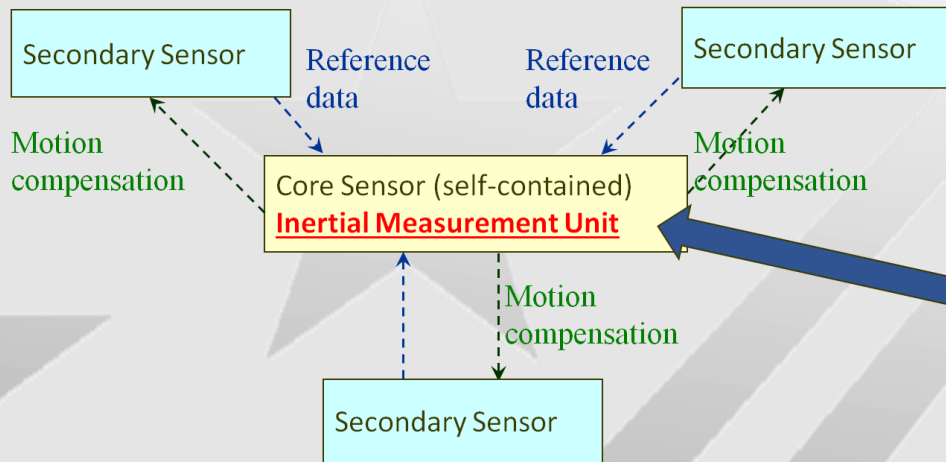 Secondary Sensor
Reference
data
Reference
data
Secondary Sensor
Motion
compensation
Motion
compensation
Core Sensor (self-contained)
Inertial Measurement Unit
Motion
compensation
Secondary Sensor